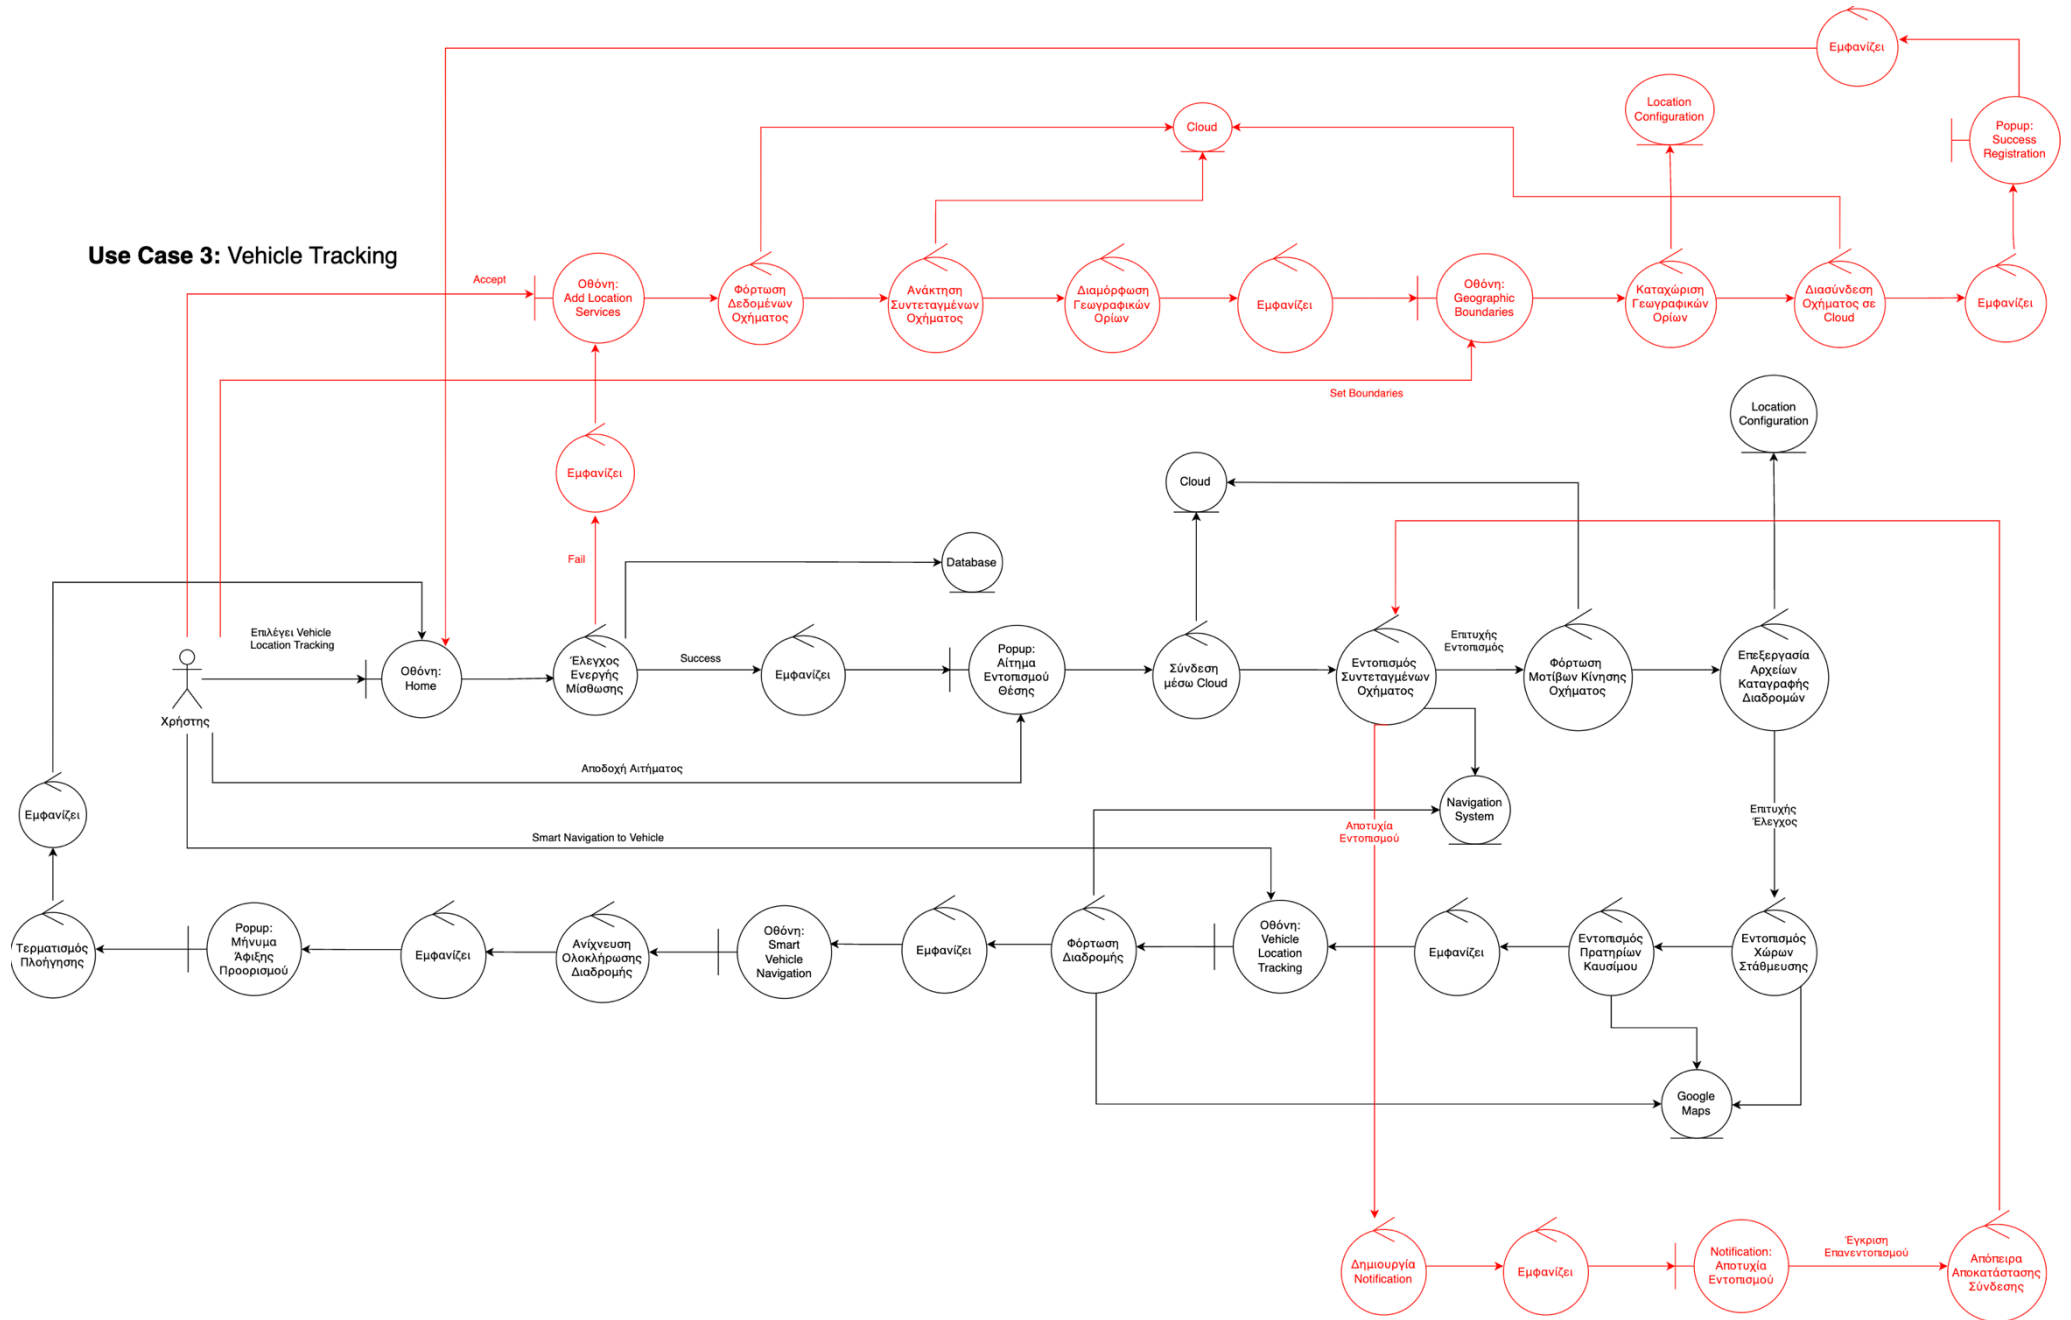 Εμφανίζει
Location
Configuration
Cloud
Popup:
Success
Registration
Use Case 3: Vehicle Tracking
Accept
Οθόνη:
Add Location
Services
Φόρτωση
Δεδομένων
Οχήματος
Ανάκτηση
Συντεταγμένων
Οχήματος
Διαμόρφωση
Γεωγραφικών
Ορίων
Εμφανίζει
Οθόνη:
Geographic
Boundaries
Καταχώριση
Γεωγραφικών
Ορίων
Διασύνδεση
Οχήματος σε
Cloud
Εμφανίζει
Set Boundaries
Location
Configuration
Εμφανίζει
Cloud
Fail
Database
Επιλέγει Vehicle
Location Tracking
Χρήστης
Οθόνη:
Home
Έλεγχος
Ενεργής
Μίσθωσης
Success
Εμφανίζει
Popup:
Αίτημα
Εντοπισμού
Θέσης
Σύνδεση
μέσω Cloud
Εντοπισμός
Συντεταγμένων
Οχήματος
Επιτυχής
Εντοπισμός
Φόρτωση
Μοτίβων Κίνησης
Οχήματος
Επεξεργασία
Αρχείων
Καταγραφής
Διαδρομών
Αποδοχή Αιτήματος
Εμφανίζει
Navigation
System
Επιτυχής
Έλεγχος
Αποτυχία
Εντοπισμού
Smart Navigation to Vehicle
Τερματισμός
Πλοήγησης
Popup:
Μήνυμα
Άφιξης
Προορισμού
Εμφανίζει
Ανίχνευση
Ολοκλήρωσης
Διαδρομής
Οθόνη:
Smart
Vehicle
Navigation
Εμφανίζει
Φόρτωση
Διαδρομής
Οθόνη:
Vehicle
Location
Tracking
Εμφανίζει
Εντοπισμός
Πρατηρίων
Καυσίμου
Εντοπισμός
Χώρων
Στάθμευσης
Google
Maps
Δημιουργία
Notification
Εμφανίζει
Notification:
Αποτυχία
Εντοπισμού
Έγκριση
Επανεντοπισμού
Απόπειρα
Αποκατάστασης
Σύνδεσης